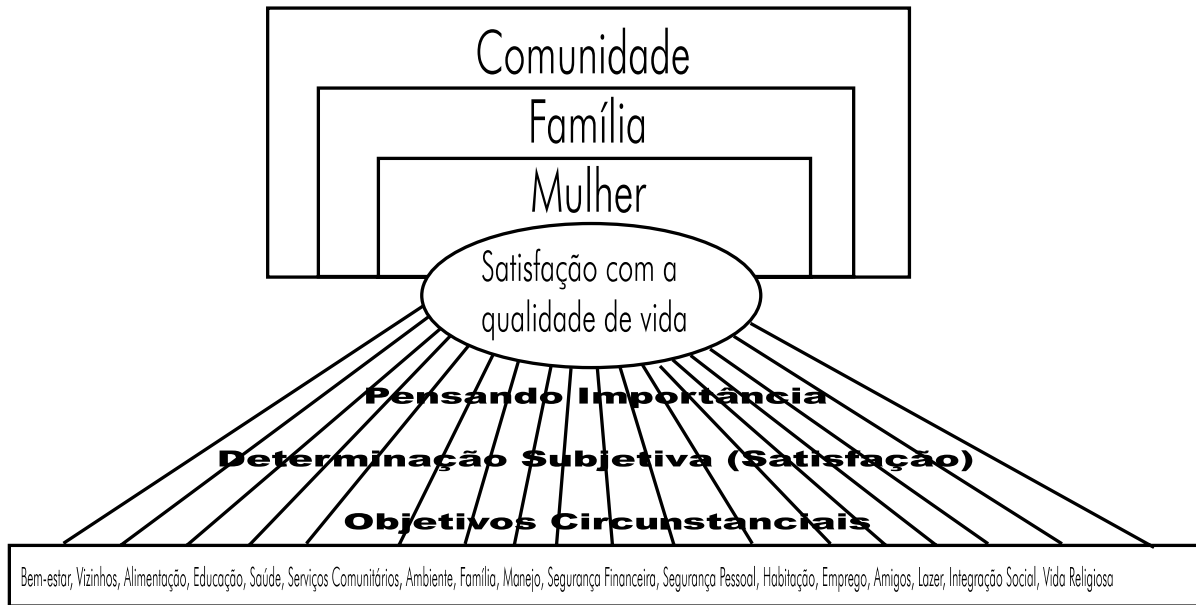 Comunidade
Família
Mulher
Satisfação com a
qualidade de vida
Pensando Importância
Determinação Subjetiva (Satisfação)
Objetivos Circunstanciais
Bem-estar, Vizinhos, Alimentação, Educação, Saúde, Serviços Comunitários, Ambiente, Família, Manejo, Segurança Financeira, Segurança Pessoal, Habitação, Emprego, Amigos, Lazer, Integração Social, Vida Religiosa